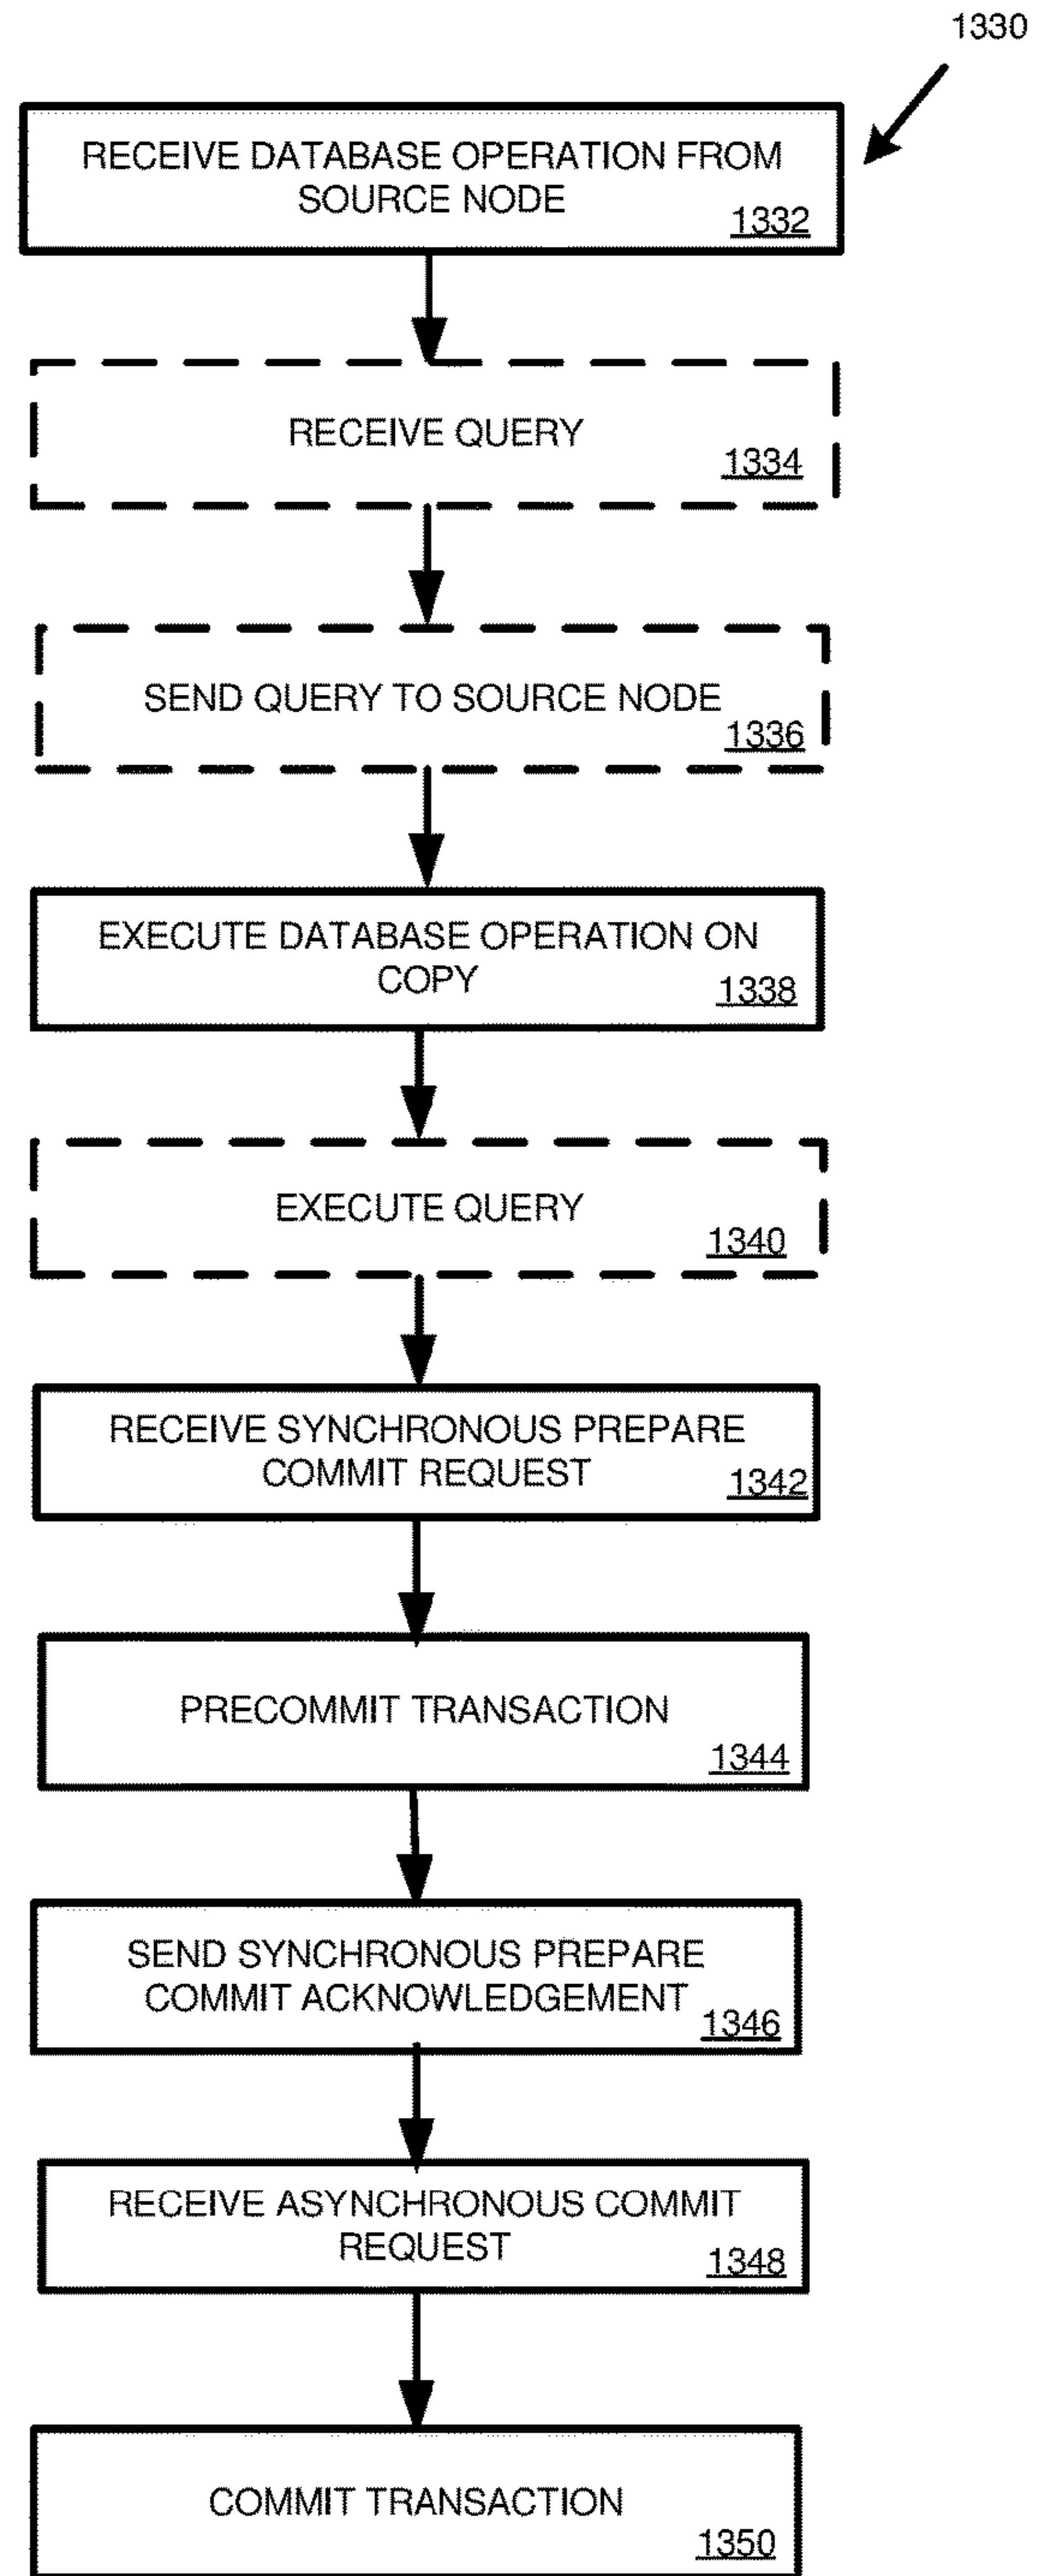 1330
RECEIVE DATABASE OPERATION FROM
SOURCE NODE
1332
RECEIVE QUERY
1334
SEND QUERY TO SOURCE NODE
1336
EXECUTE DATABASE OPERATION ON
COPY
1338
EXECUTE QUERY
1340
RECEIVE SYNCHRONOUS PREPARE
COMMIT REQUEST
1342
PRECOMMIT TRANSACTION
1344
SEND SYNCHRONOUS PREPARE
COMMIT ACKNOWLEDGEMENT
1346
RECEIVE ASYNCHRONOUS COMMIT
REQUEST
1348
COMMIT TRANSACTION
1350